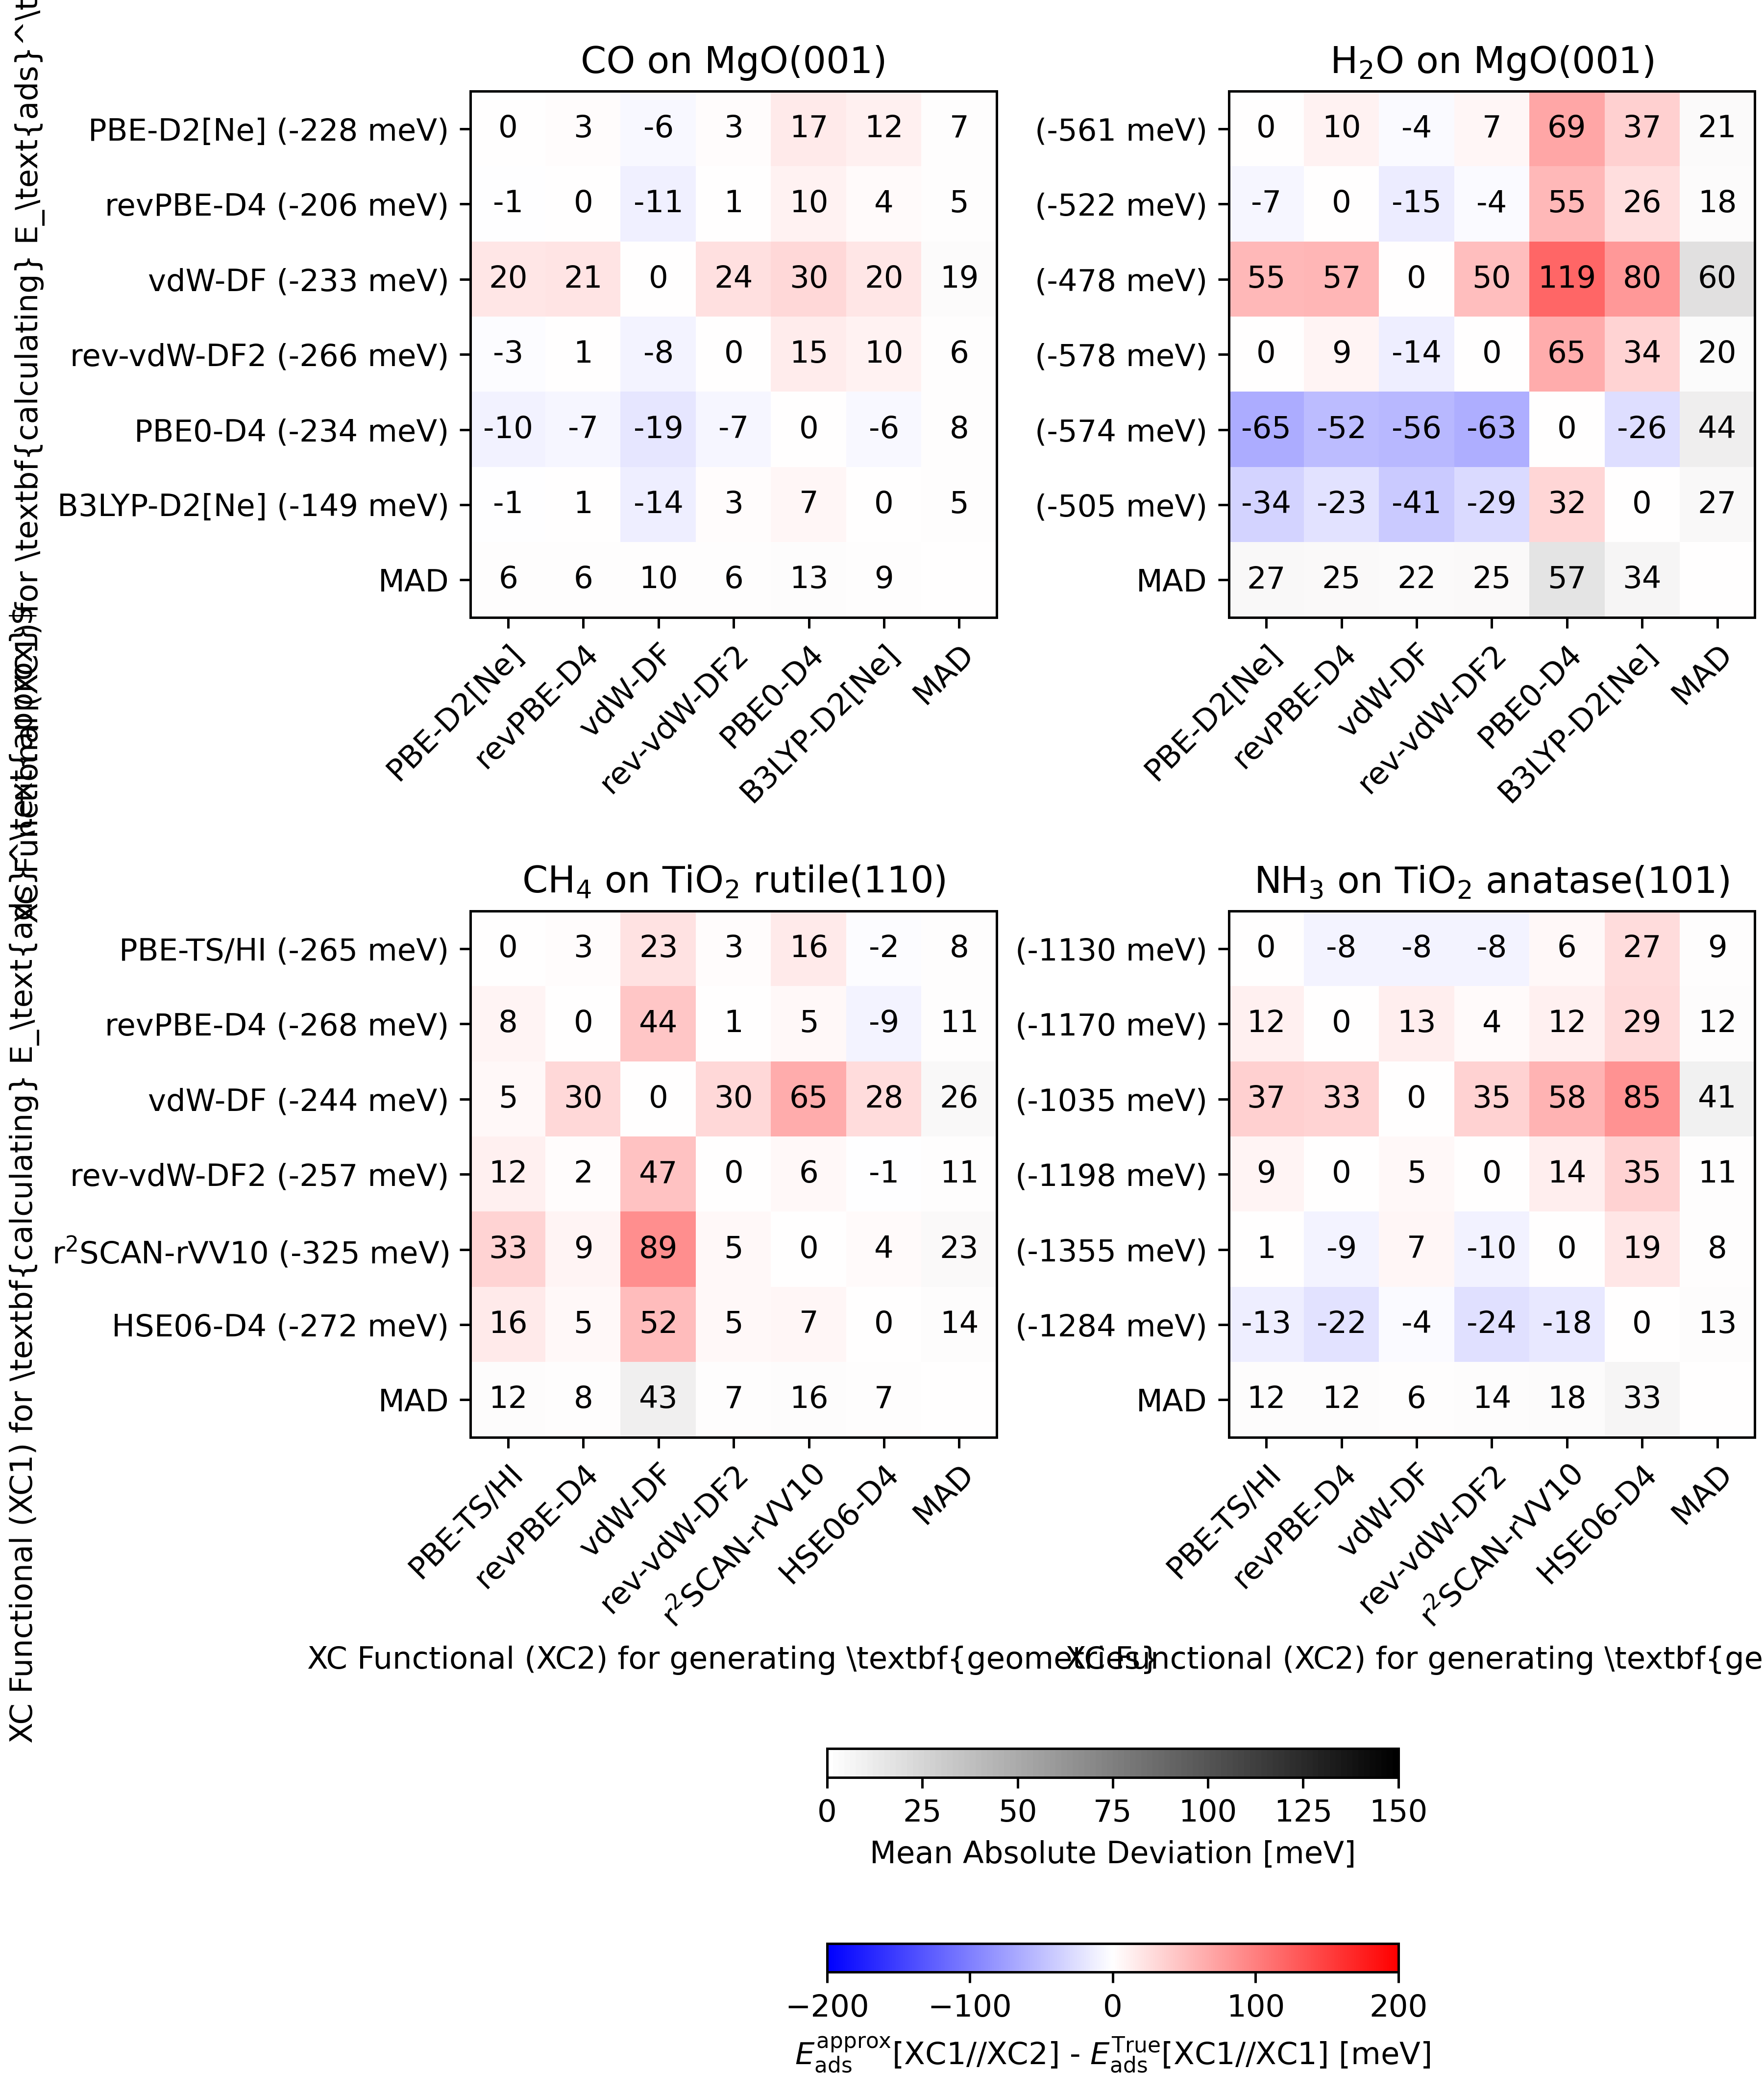 CO on MgO(001)
PBE-D2[Ne] (-228 meV) 0 3 -6 3 17 12 7
revPBE-D4 (-206 meV) -1 0 -11 1 10 4 5
vdW-DF (-233 meV) 20 21 0 24 30 20 19
rev-vdW-DF2 (-266 meV) -3 1 -8 0 15 10 6
PBE0-D4 (-234 meV) -10 -7 -19 -7 0 -6 8
B3LYP-D2[Ne] (-149 meV) -1 1 -14 3 7 0 5
MAD 6 6 10 6 13 9
PBE-D2[Ne] revPBE-D4 vdW-DF rev-vdW-DF2 PBE0-D4 B3LYP-D2[Ne] MAD
H₂O on MgO(001)
(-561 meV) 0 10 -4 7 69 37 21
(-522 meV) -7 0 -15 -4 55 26 18
(-478 meV) 55 57 0 50 119 80 60
(-578 meV) 0 9 -14 0 65 34 20
(-574 meV) -65 -52 -56 -63 0 -26 44
(-505 meV) -34 -23 -41 -29 32 0 27
MAD 27 25 22 25 57 34
PBE-D2[Ne] revPBE-D4 vdW-DF rev-vdW-DF2 PBE0-D4 B3LYP-D2[Ne] MAD
for \textbf{calculating} E_\text{ads}^\t
CH₄ on TiO₂ rutile(110)
PBE-TS/HI (-265 meV) 0 3 23 3 16 -2 8
revPBE-D4 (-268 meV) 8 0 44 1 5 -9 11
vdW-DF (-244 meV) 5 30 0 30 65 28 26
rev-vdW-DF2 (-257 meV) 12 2 47 0 6 -1 11
r²SCAN-rVV10 (-325 meV) 33 9 89 5 0 4 23
HSE06-D4 (-272 meV) 16 5 52 5 7 0 14
MAD 12 8 43 7 16 7
PBE-TS/HI revPBE-D4 vdW-DF rev-vdW-DF2 r²SCAN-rVV10 HSE06-D4 MAD
NH₃ on TiO₂ anatase(101)
(-1130 meV) 0 -8 -8 -8 6 27 9
(-1170 meV) 12 0 13 4 12 29 12
(-1035 meV) 37 33 0 35 58 85 41
(-1198 meV) 9 0 5 0 14 35 11
(-1355 meV) 1 -9 7 -10 0 19 8
(-1284 meV) -13 -22 -4 -24 -18 0 13
MAD 12 12 6 14 18 33
PBE-TS/HI revPBE-D4 vdW-DF rev-vdW-DF2 r²SCAN-rVV10 HSE06-D4 MAD
XC Functional (XC1) for \textbf{calculating} E_\text{ads}^\text{approx}$
XC Functional (XC2) for generating \textbf{geometries}
XC Functional (XC2) for generating \textbf{ge
0 25 50 75 100 125 150
Mean Absolute Deviation [meV]
−200 −100 0 100 200
E_ads^approx[XC1//XC2] - E_ads^True[XC1//XC1] [meV]